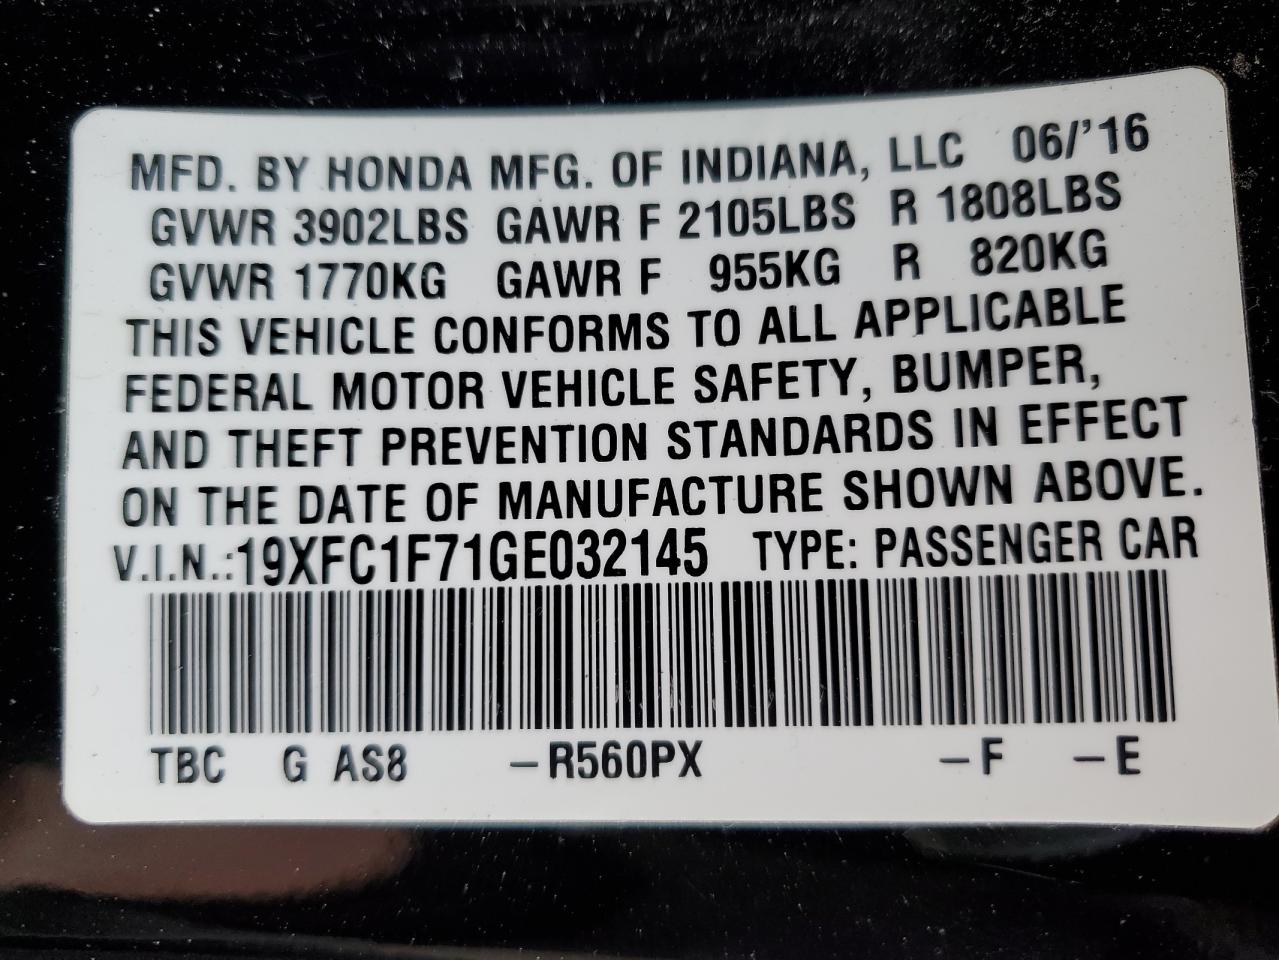 MFD. BY HONDA MFG. OF INDIANA, LLC 06/'16
GVWR 3902LBS GAWR F 2105LBS R 1808LBS
GVWR 1770KG GAWR F 955KG R 820KG
THIS VEHICLE CONFORMS TO ALL APPLICABLE
FEDERAL MOTOR VEHICLE SAFETY, BUMPER,
AND THEFT PREVENTION STANDARDS IN EFFECT
ON THE DATE OF MANUFACTURE SHOWN ABOVE.
V.I.N.:19XFC1F71GE032145 TYPE: PASSENGER CAR
TBC G AS8 –R560PX –F –E